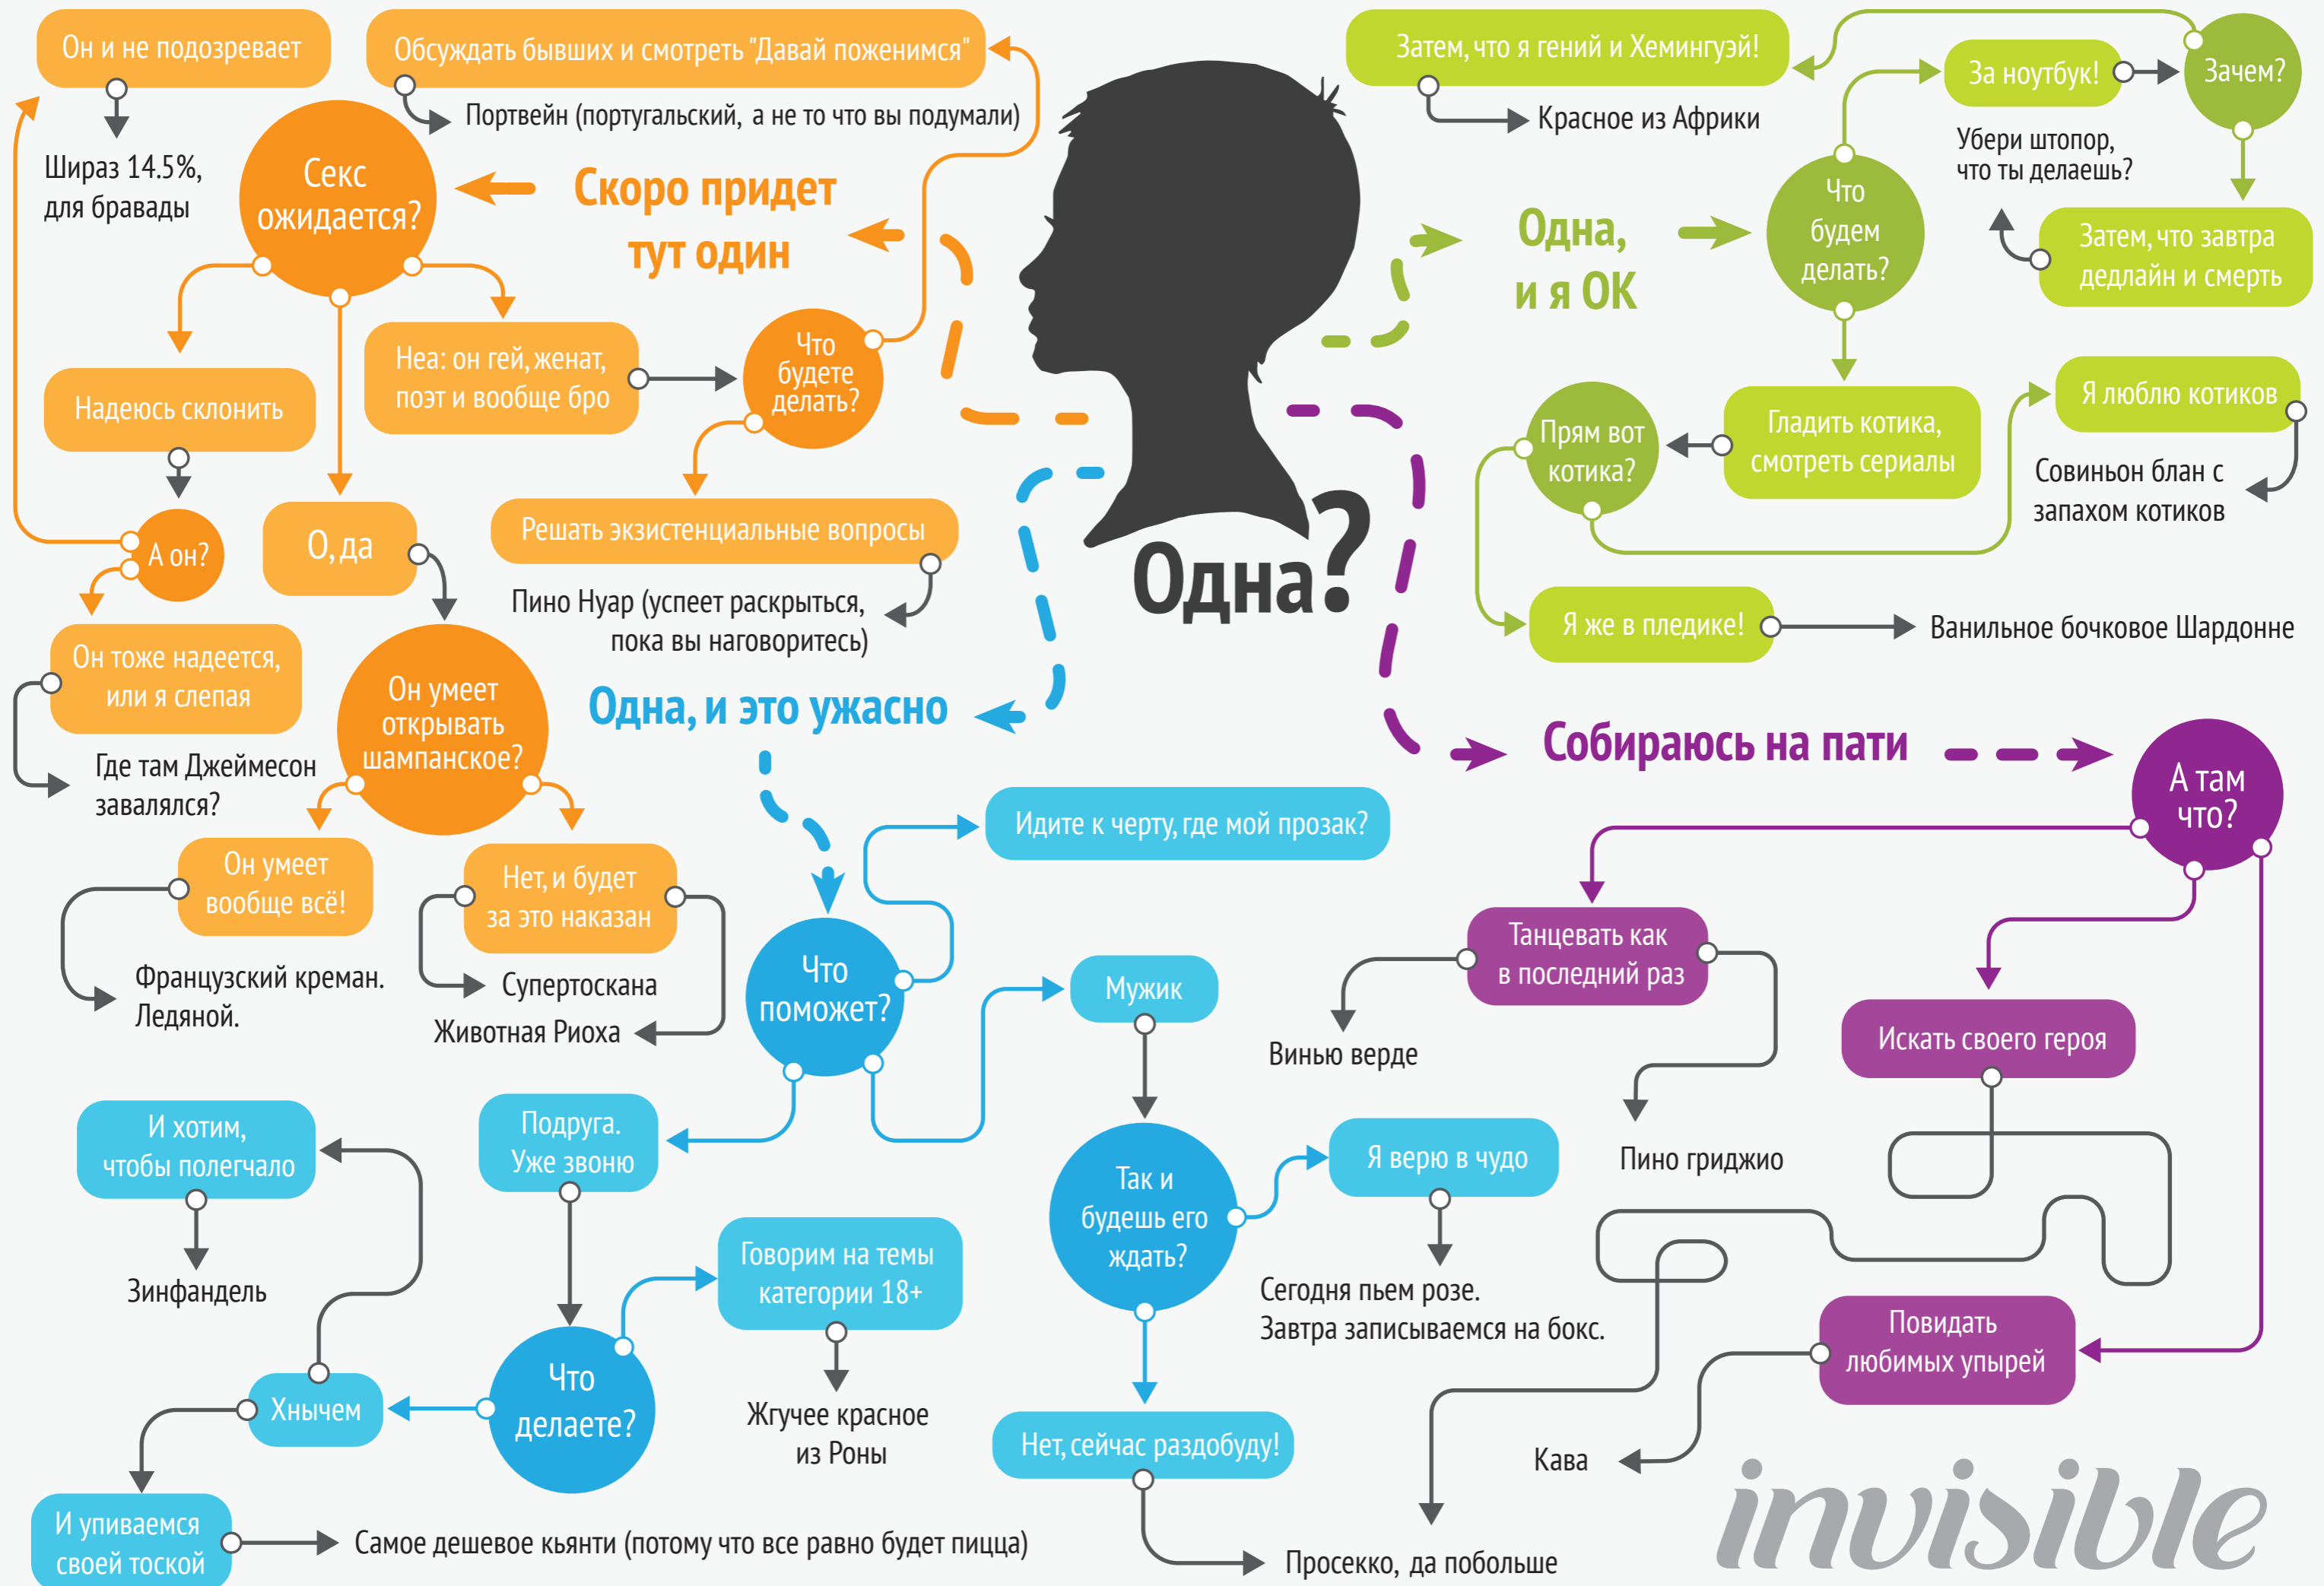 Он и не подозревает
Шираз 14.5%,
для бравады
Обсуждать бывших и смотреть "Давай поженимся"
Портвейн (португальский, а не то что вы подумали)
Секс
ожидается?
Скоро придет
тут один
Надеюсь склонить
Неа: он гей, женат,
поэт и вообще бро
Что
будете
делать?
А он?
О, да
Решать экзистенциальные вопросы
Пино Нуар (успеет раскрыться,
пока вы наговоритесь)
Он тоже надеется,
или я слепая
Где там Джеймесон
завалялся?
Он умеет
открывать
шампанское?
Он умеет
вообще всё!
Французский креман.
Ледяной.
Нет, и будет
за это наказан
Супертоскана
Животная Риоха
Одна?
Затем, что я гений и Хемингуэй!
Красное из Африки
За ноутбук!
Зачем?
Убери штопор,
что ты делаешь?
Затем, что завтра
дедлайн и смерть
Одна,
и я ОК
Что
будем
делать?
Гладить котика,
смотреть сериалы
Прям вот
котика?
Я люблю котиков
Совиньон блан с
запахом котиков
Я же в пледике!
Ванильное бочковое Шардонне
Одна, и это ужасно
Идите к черту, где мой прозак?
Что
поможет?
Мужик
Подруга.
Уже звоню
И хотим,
чтобы полегчало
Зинфандель
Говорим на темы
категории 18+
Жгучее красное
из Роны
Что
делаете?
Хнычем
И упиваемся
своей тоской
Самое дешевое кьянти (потому что все равно будет пицца)
Так и
будешь его
ждать?
Я верю в чудо
Сегодня пьем розе.
Завтра записываемся на бокс.
Нет, сейчас раздобуду!
Просекко, да побольше
Собираюсь на пати
А там
что?
Танцевать как
в последний раз
Винью верде
Пино гриджио
Искать своего героя
Повидать
любимых упырей
Кава
invisible